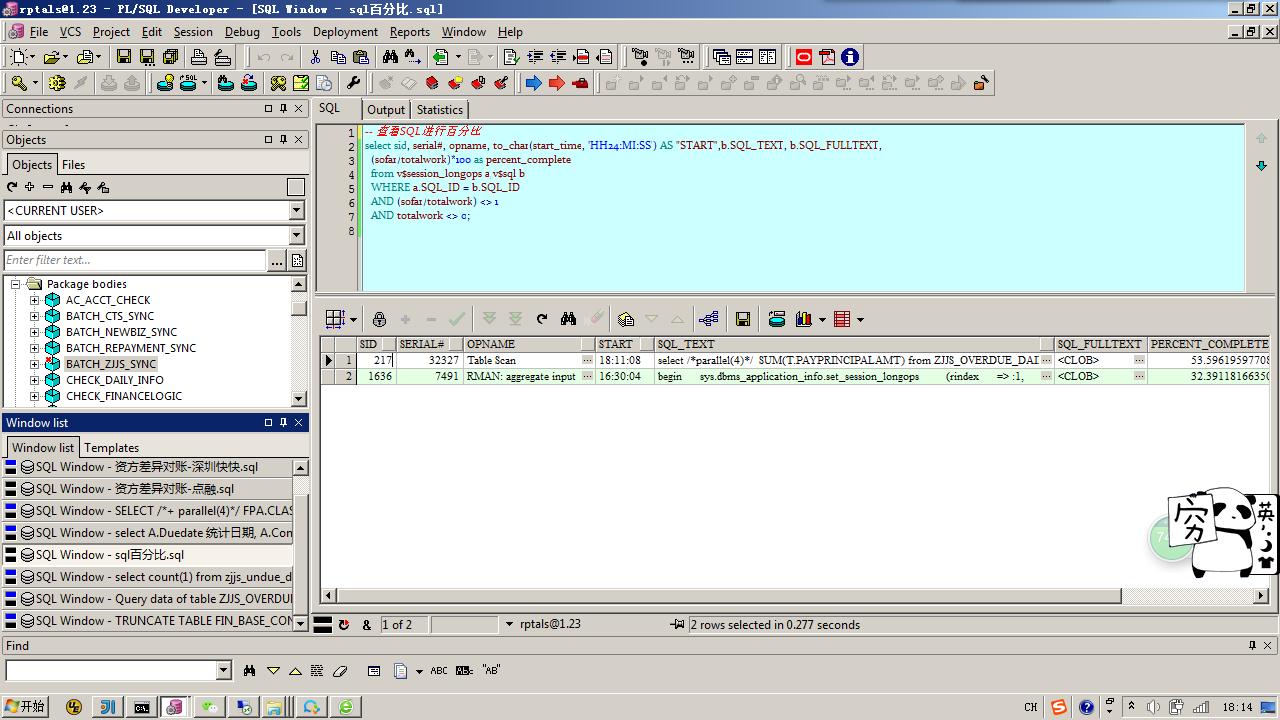 rptals@1.23 - PL/SQL Developer - [SQL Window - sql百分比.sql]
File VCS Project Edit Session Debug Tools Deployment Reports Window Help
Connections
Objects
Objects Files
<CURRENT USER>
All objects
Enter filter text...
Package bodies
AC_ACCT_CHECK
BATCH_CTS_SYNC
BATCH_NEWBIZ_SYNC
BATCH_REPAYMENT_SYNC
BATCH_ZJJS_SYNC
CHECK_DAILY_INFO
CHECK_FINANCELOGIC
Window list
Window list Templates
SQL Window - 资方差异对账-深圳快快.sql
SQL Window - 资方差异对账-点融.sql
SQL Window - SELECT /*+ parallel(4)*/ FPA.CLAS
SQL Window - select A.Duedate 统计日期, A.Con
SQL Window - sql百分比.sql
SQL Window - select count(1) from zjjs_undue_d
SQL Window - Query data of table ZJJS_OVERDU
SQL Window - TRUNCATE TABLE FIN_BASE_CON
SQL Output Statistics
1 -- 查看SQL进行百分比
2 select sid, serial#, opname, to_char(start_time, 'HH24:MI:SS') AS "START",b.SQL_TEXT, b.SQL_FULLTEXT,
3 (sofar/totalwork)*100 as percent_complete
4 from v$session_longops a,v$sql b
5 WHERE a.SQL_ID = b.SQL_ID
6 AND (sofar/totalwork) <> 1
7 AND totalwork <> 0;
8
SID SERIAL# OPNAME START SQL_TEXT SQL_FULLTEXT PERCENT_COMPLETE
1 217 32327 Table Scan ... 18:11:08 select /*parallel(4)*/ SUM(T.PAYPRINCIPALAMT) from ZJJS_OVERDUE_DAI ... <CLOB> ... 53.59619597708
2 1636 7491 RMAN: aggregate input ... 16:30:04 begin sys.dbms_application_info.set_session_longops (rindex => :1, ... <CLOB> ... 32.3911816635
穷
英
74
1 of 2 rptals@1.23 2 rows selected in 0.277 seconds
Find
ABC "AB"
开始
CH
18:14